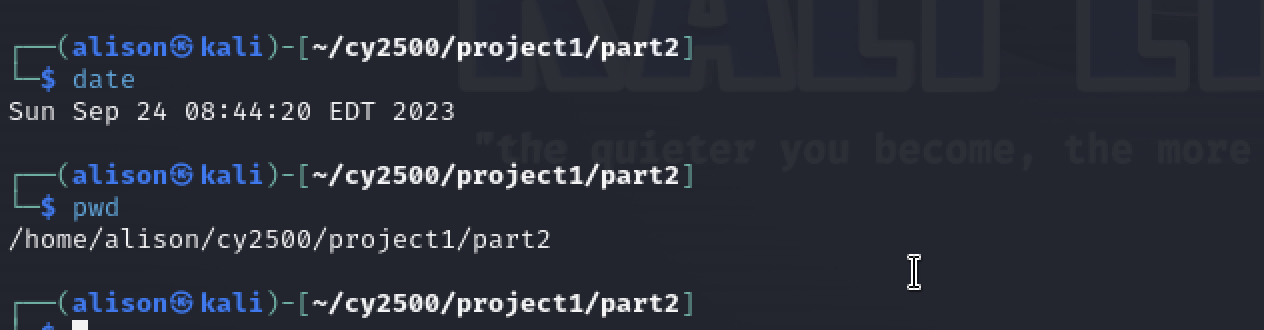 ┌──(alison㉿kali)-[~/cy2500/project1/part2]
└─$ date
Sun Sep 24 08:44:20 EDT 2023
KALI
"the quieter you become, the more
┌──(alison㉿kali)-[~/cy2500/project1/part2]
└─$ pwd
/home/alison/cy2500/project1/part2
┌──(alison㉿kali)-[~/cy2500/project1/part2]
└─$